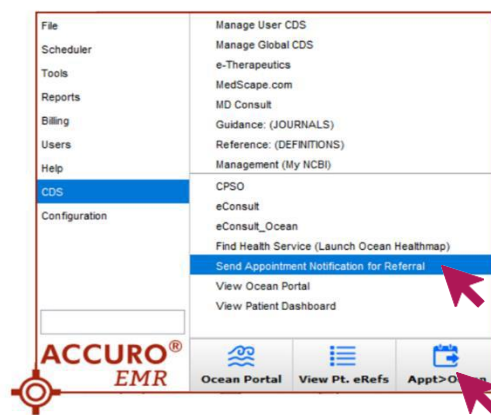 File
Scheduler
Tools
Reports
Billing
Users
Help
CDS
Configuration
Manage User CDS
Manage Global CDS
e-Therapeutics
MedScape.com
MD Consult
Guidance: (JOURNALS)
Reference: (DEFINITIONS)
Management (My NCBI)
CPSO
eConsult
eConsult_Ocean
Find Health Service (Launch Ocean Healthmap)
Send Appointment Notification for Referral
View Ocean Portal
View Patient Dashboard
ACCURO®
EMR
Ocean Portal
View Pt. eRefs
Appt>Ocean